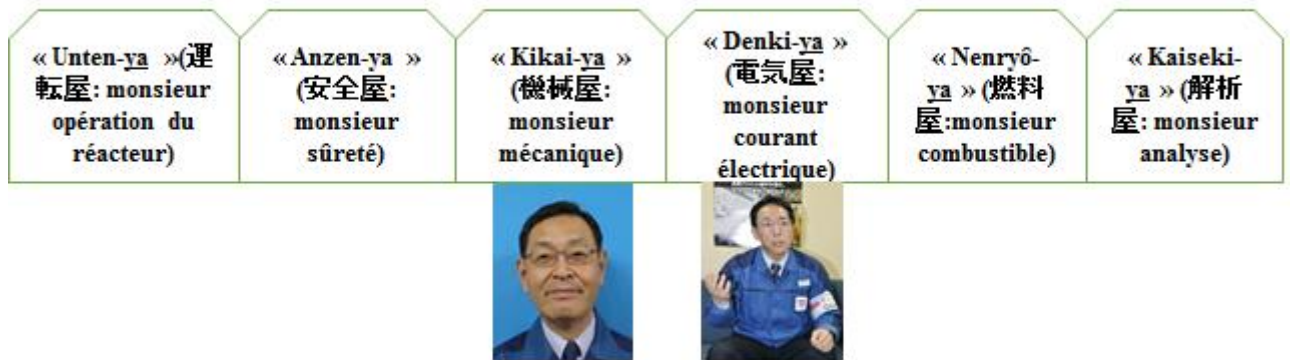 « Unten-ya »(運
転屋: monsieur
opération du
réacteur)
« Anzen-ya »
(安全屋:
monsieur
sûreté)
« Kikai-ya »
(機械屋:
monsieur
mécanique)
« Denki-ya »
(電気屋:
monsieur
courant
électrique)
« Nenryô-
ya » (燃料
屋:monsieur
combustible)
« Kaiseki-
ya » (解析
屋: monsieur
analyse)